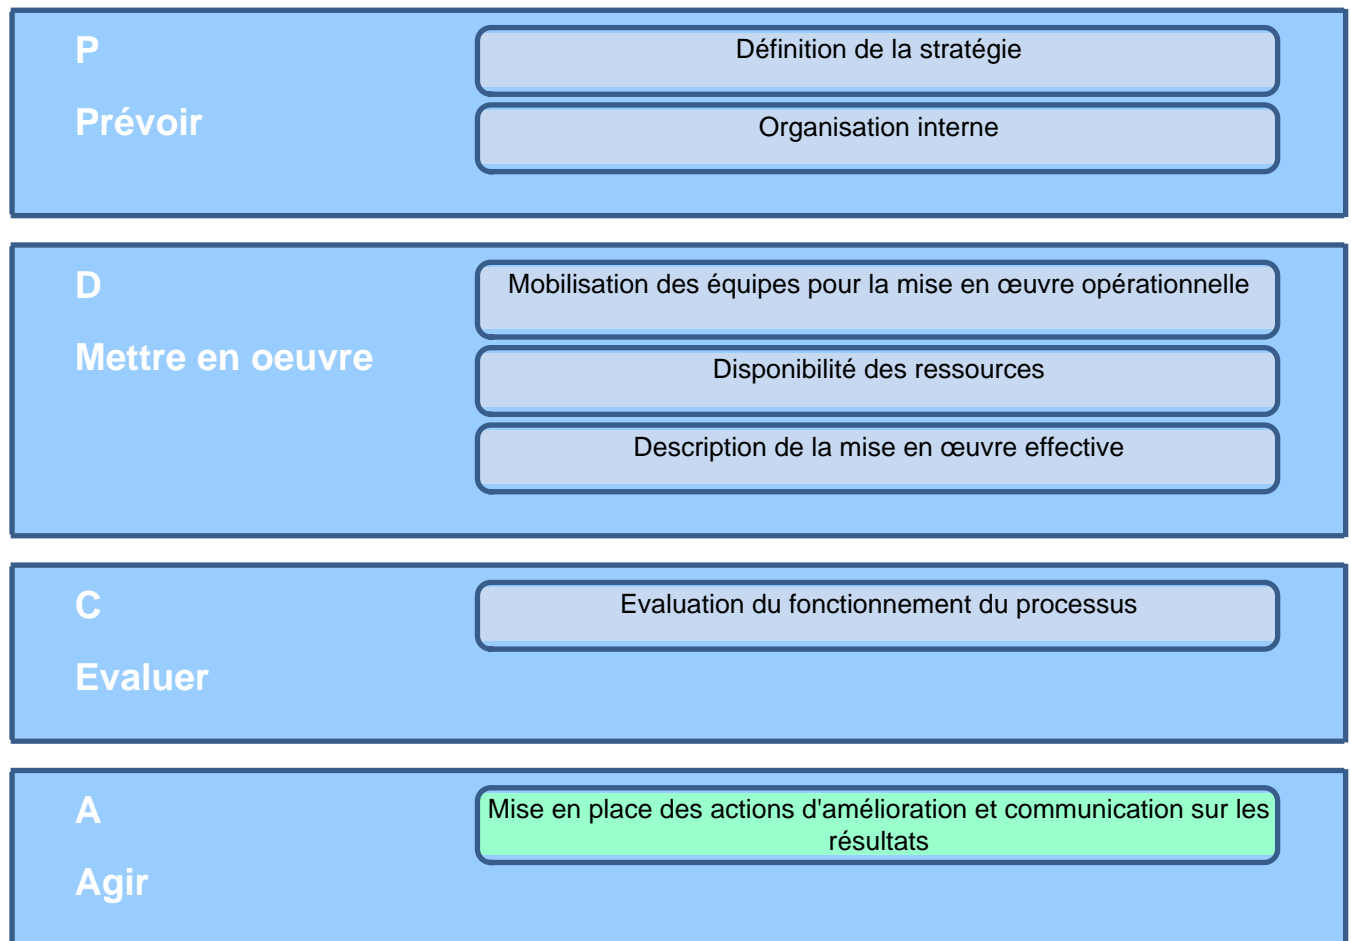 P
Prévoir
Définition de la stratégie
Organisation interne
D
Mettre en oeuvre
Mobilisation des équipes pour la mise en œuvre opérationnelle
Disponibilité des ressources
Description de la mise en œuvre effective
C
Evaluer
Evaluation du fonctionnement du processus
A
Agir
Mise en place des actions d'amélioration et communication sur les
résultats